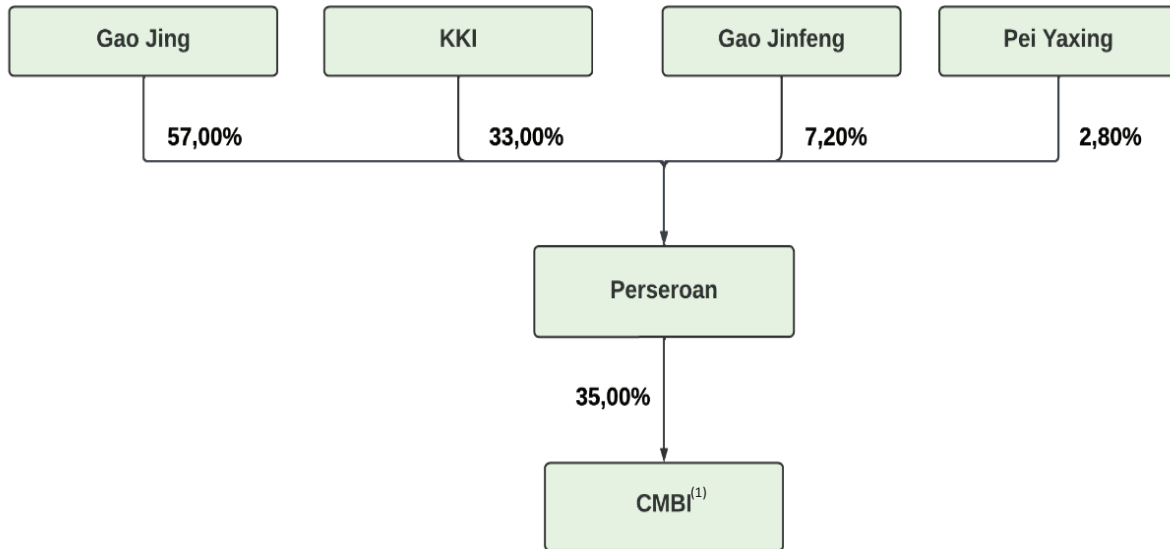 Gao Jing
KKI
Gao Jinfeng
Pei Yaxing
57,00%
33,00%
7,20%
2,80%
Perseroan
35,00%
CMBI(1)